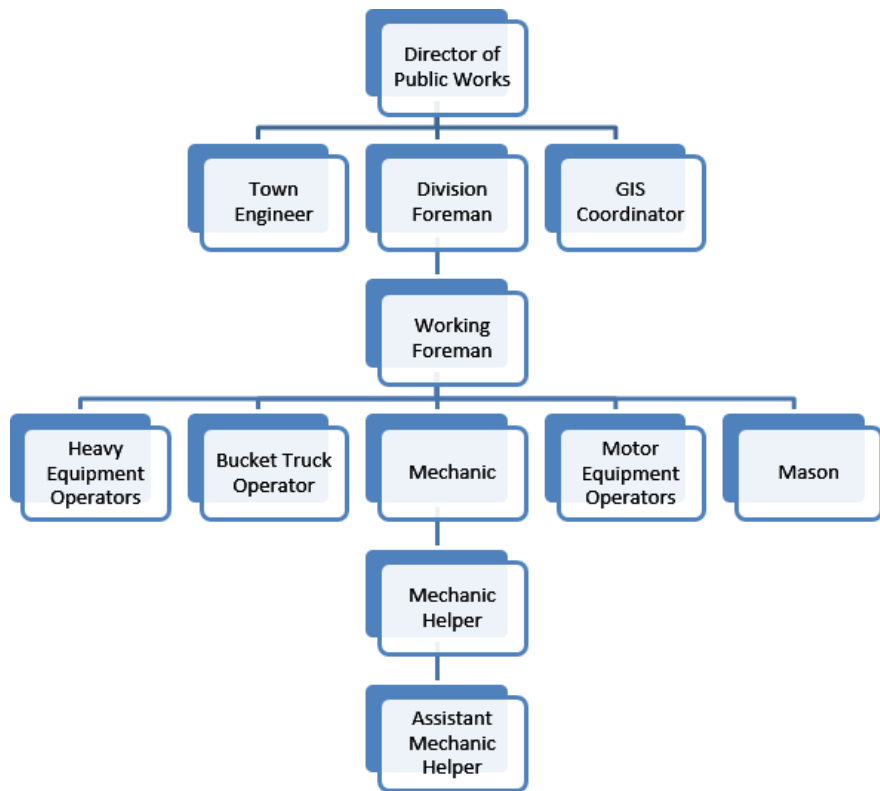 Director of
Public Works
Town
Engineer
Division
Foreman
GIS
Coordinator
Working
Foreman
Heavy
Equipment
Operators
Bucket Truck
Operator
Mechanic
Motor
Equipment
Operators
Mason
Mechanic
Helper
Assistant
Mechanic
Helper